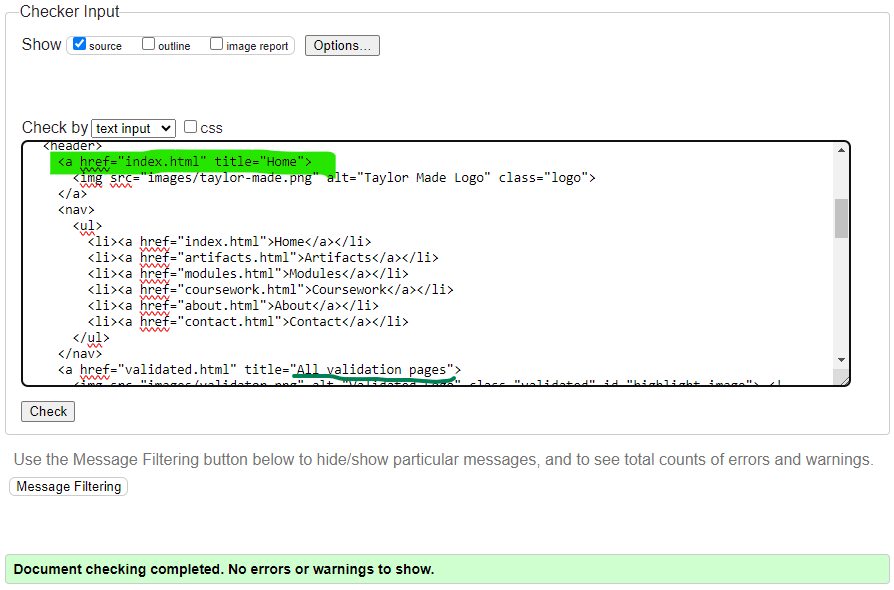 Checker Input
Show source outline image report Options...
Check by text input css
<header>
<a href="index.html" title="Home">
<img src="images/taylor-made.png" alt="Taylor Made Logo" class="logo">
</a>
<nav>
<ul>
<li><a href="index.html">Home</a></li>
<li><a href="artifacts.html">Artifacts</a></li>
<li><a href="modules.html">Modules</a></li>
<li><a href="coursework.html">Coursework</a></li>
<li><a href="about.html">About</a></li>
<li><a href="contact.html">Contact</a></li>
</ul>
</nav>
<a href="validated.html" title="All validation pages">
Check
Use the Message Filtering button below to hide/show particular messages, and to see total counts of errors and warnings.
Message Filtering
Document checking completed. No errors or warnings to show.